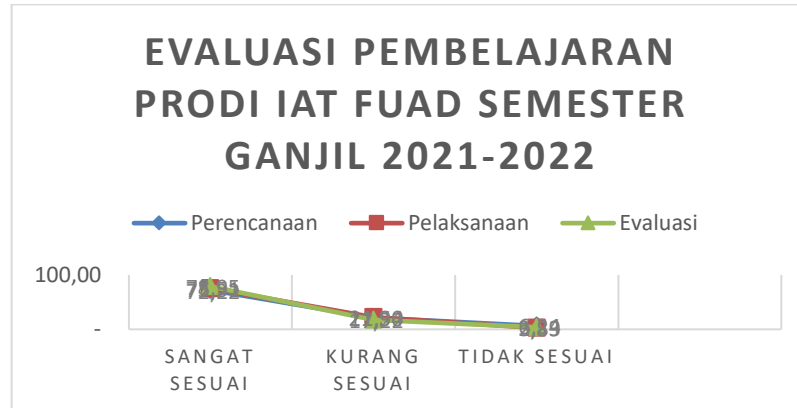 EVALUASI PEMBELAJARAN
PRODI IAT FUAD SEMESTER
GANJIL 2021-2022
Perencanaan Pelaksanaan Evaluasi
100,00
-
SANGAT
SESUAI
KURANG
SESUAI
TIDAK SESUAI